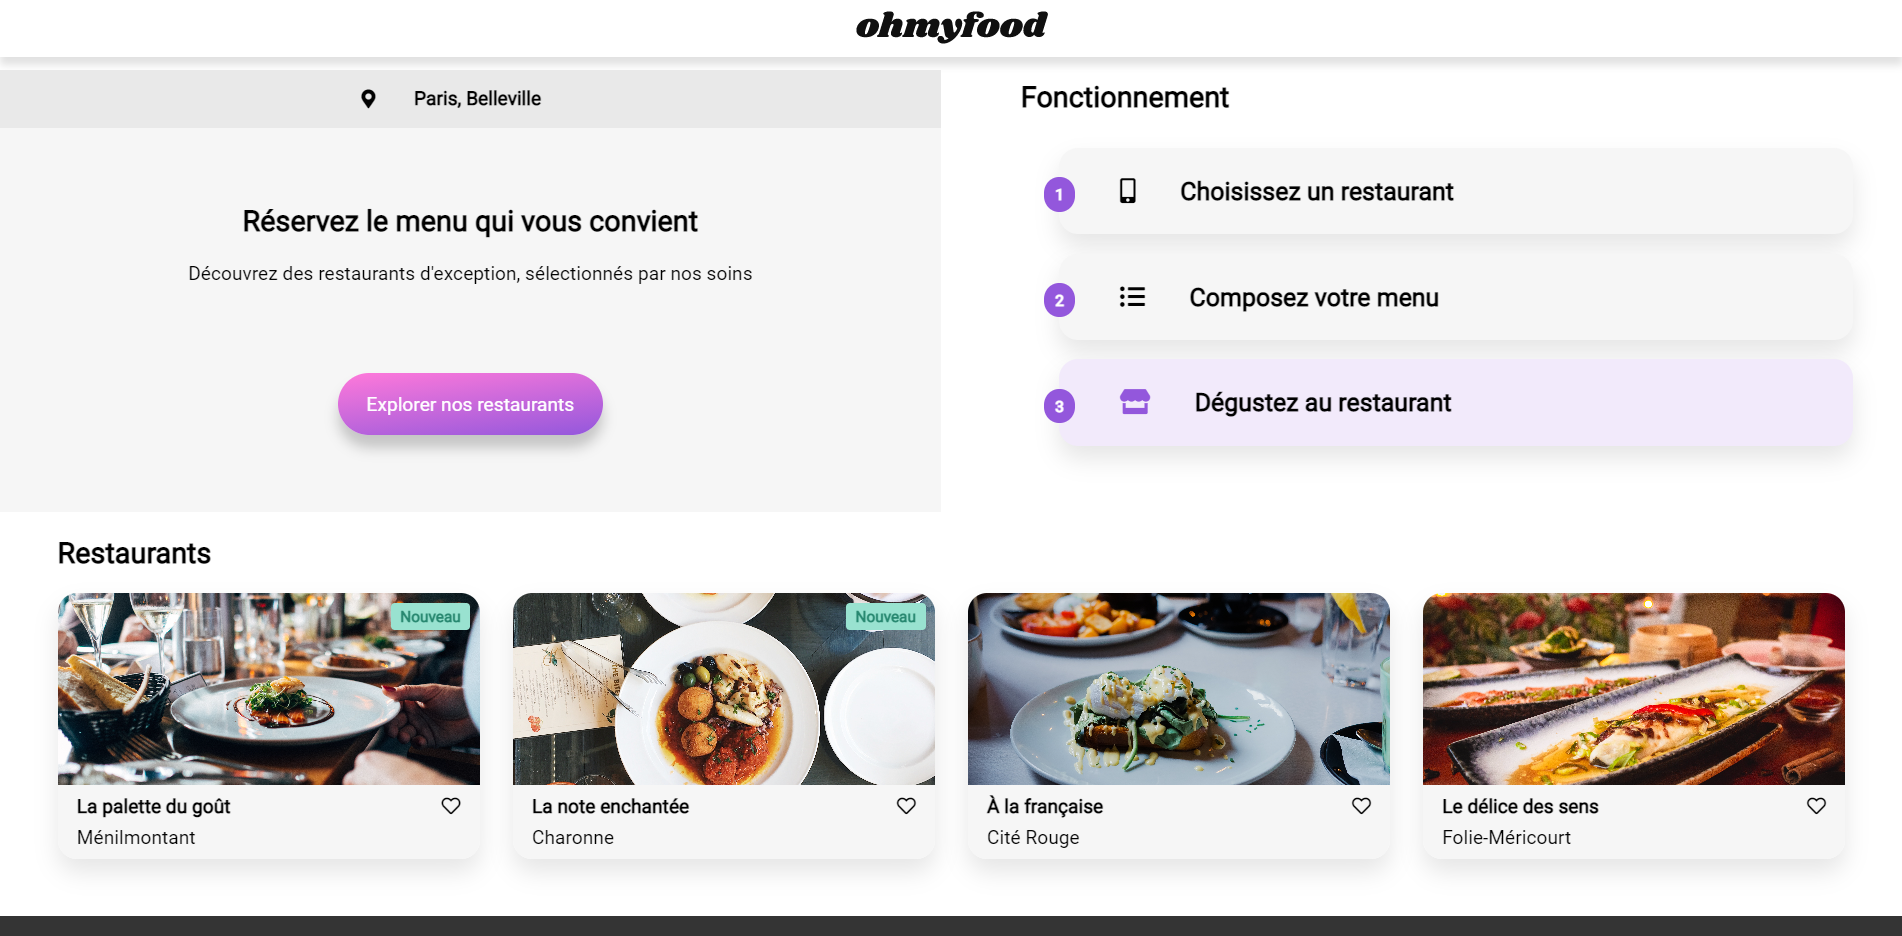 ohmyfood
Paris, Belleville
Réservez le menu qui vous convient
Découvrez des restaurants d'exception, sélectionnés par nos soins
Explorer nos restaurants
Fonctionnement
1 Choisissez un restaurant
2 Composez votre menu
3 Dégustez au restaurant
Restaurants
Nouveau
La palette du goût
Ménilmontant
Nouveau
La note enchantée
Charonne
À la française
Cité Rouge
Le délice des sens
Folie-Méricourt